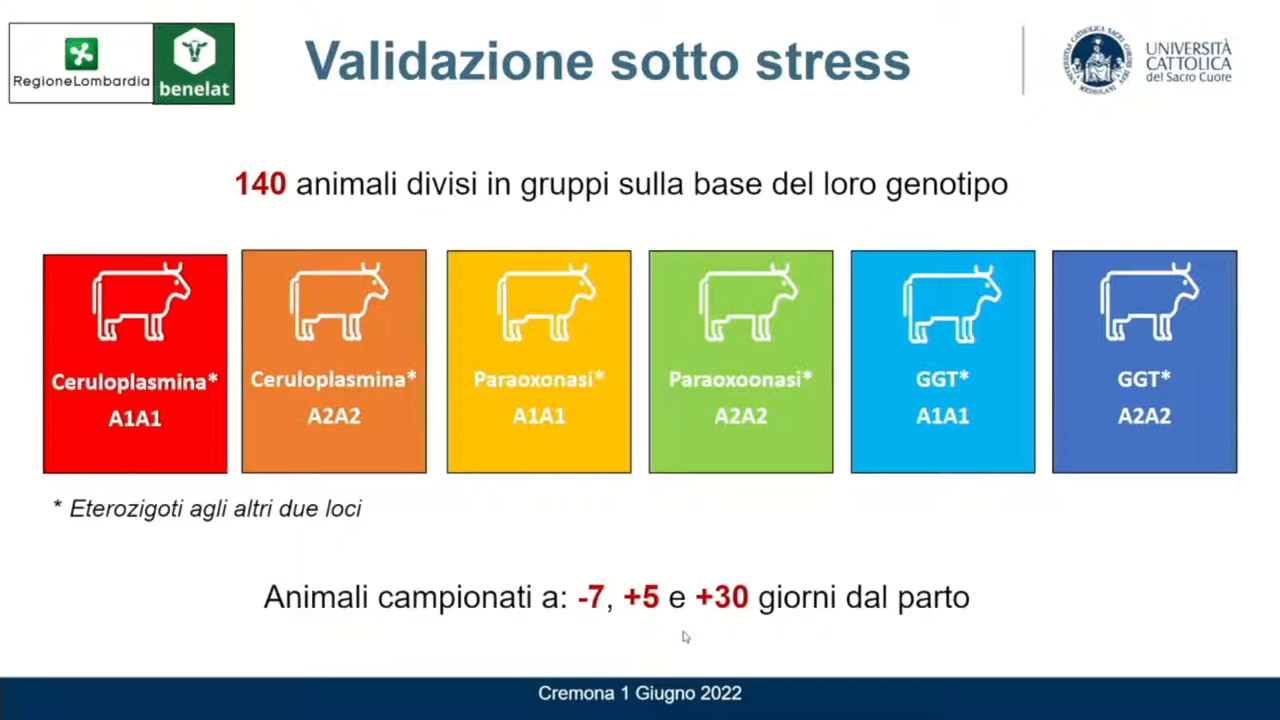 RegioneLombardia
benelat
Validazione sotto stress
UNIVERSITÀ
CATTOLICA
del Sacro Cuore
140 animali divisi in gruppi sulla base del loro genotipo
Ceruloplasmina*
A1A1
Ceruloplasmina*
A2A2
Paraoxonasi*
A1A1
Paraoxoonasi*
A2A2
GGT*
A1A1
GGT*
A2A2
* Eterozigoti agli altri due loci
Animali campionati a: -7, +5 e +30 giorni dal parto
Cremona 1 Giugno 2022